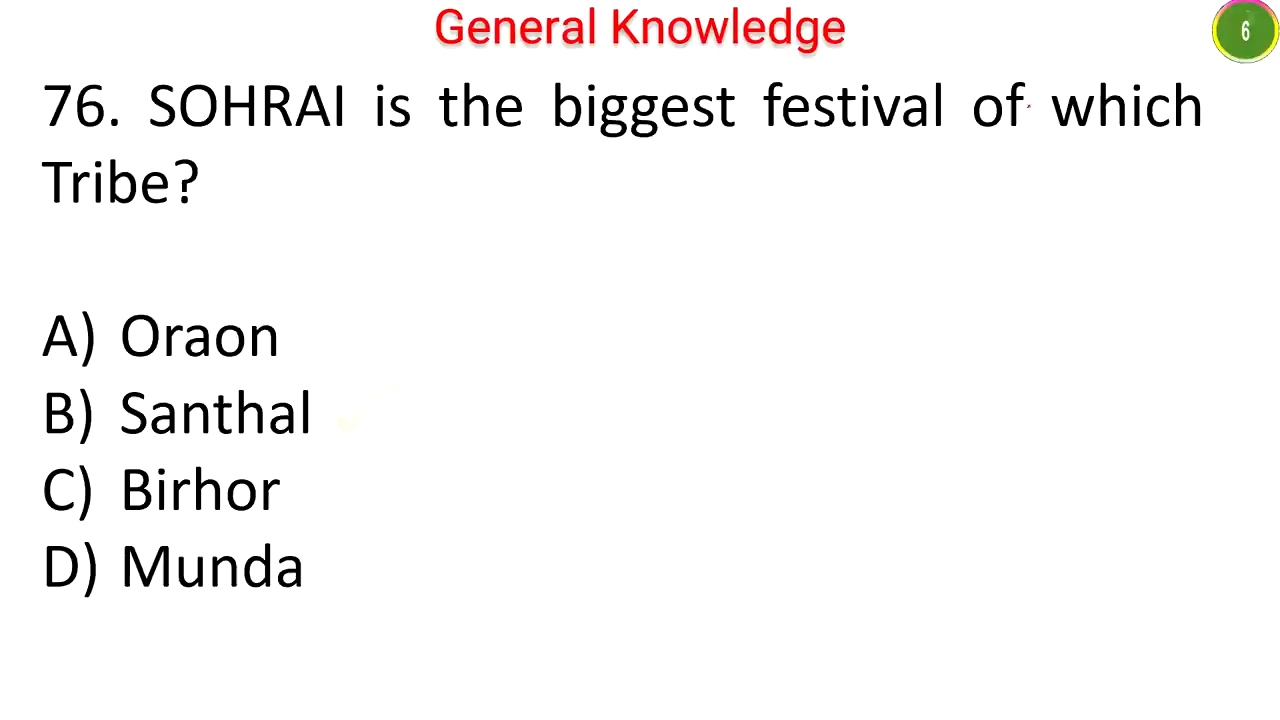 General Knowledge
6
76. SOHRAI is the biggest festival of which
Tribe?
A) Oraon
B) Santhal
C) Birhor
D) Munda